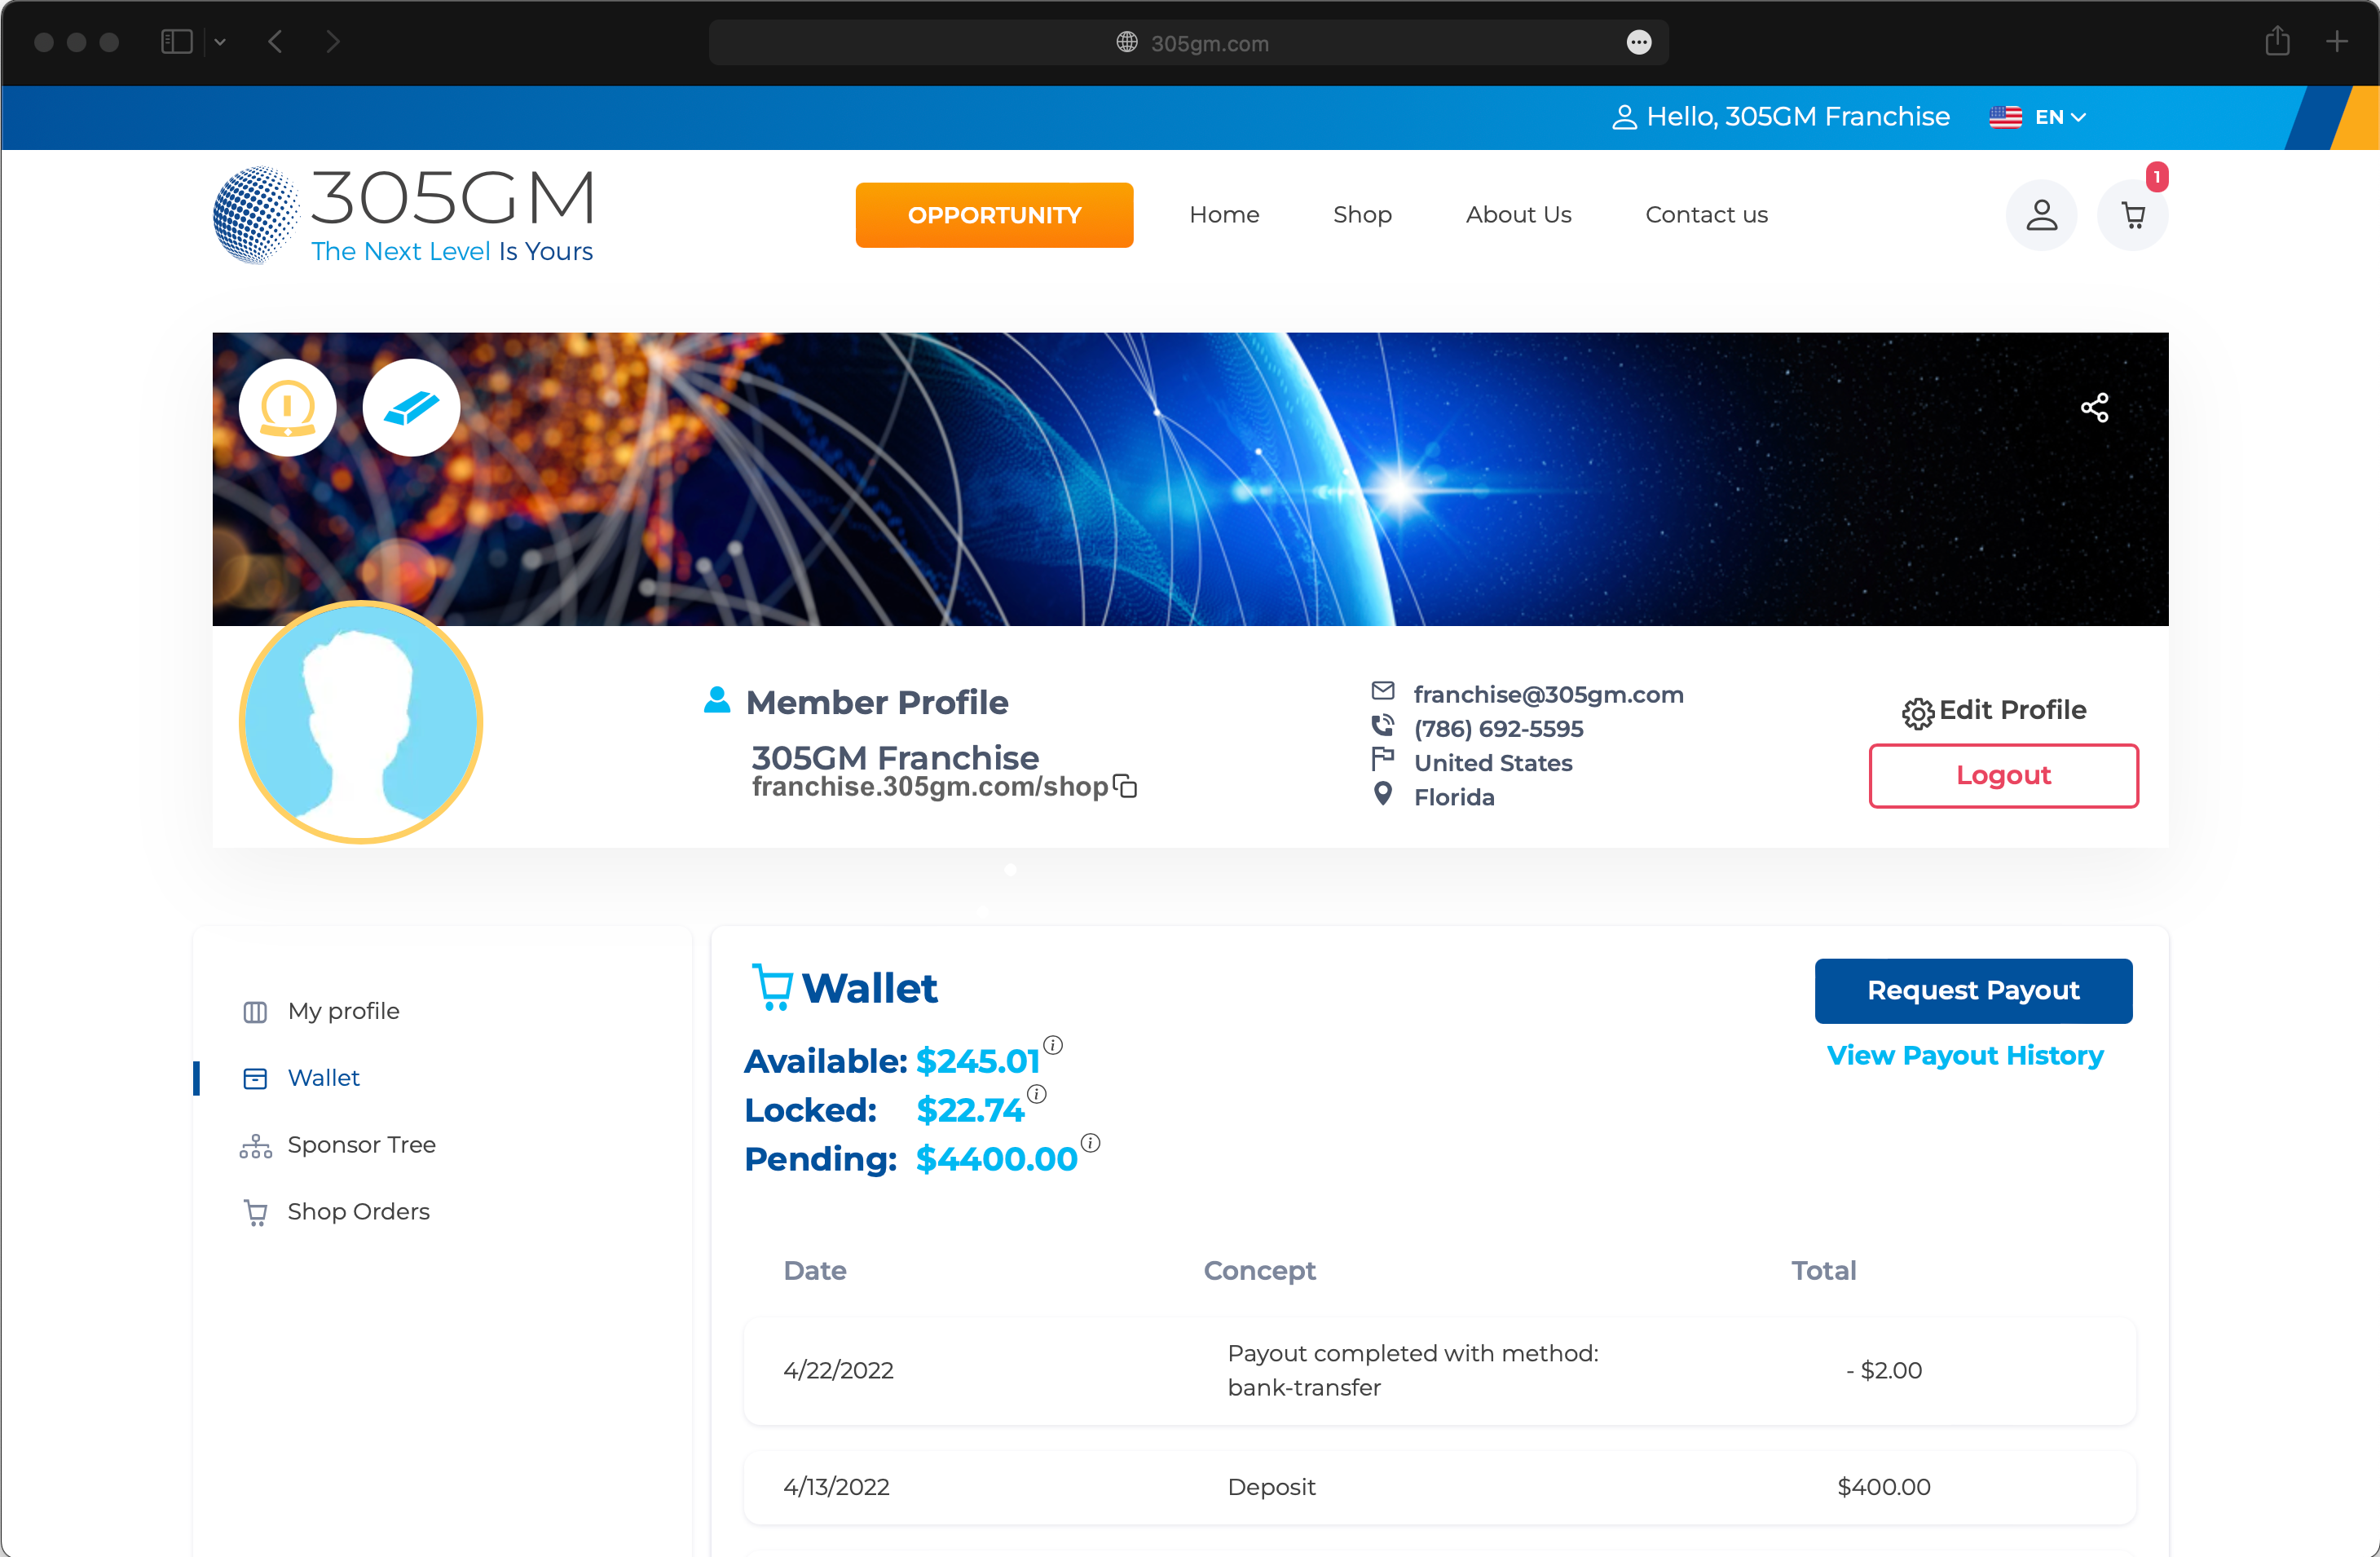 305gm.com
Hello, 305GM Franchise EN
305GM
The Next Level Is Yours
OPPORTUNITY Home Shop About Us Contact us 1
Member Profile
305GM Franchise
franchise.305gm.com/shop
franchise@305gm.com
(786) 692-5595
United States
Florida
Edit Profile
Logout
My profile
Wallet
Sponsor Tree
Shop Orders
Wallet
Request Payout
View Payout History
Available: $245.01
Locked: $22.74
Pending: $4400.00
Date Concept Total
4/22/2022 Payout completed with method: - $2.00
bank-transfer
4/13/2022 Deposit $400.00